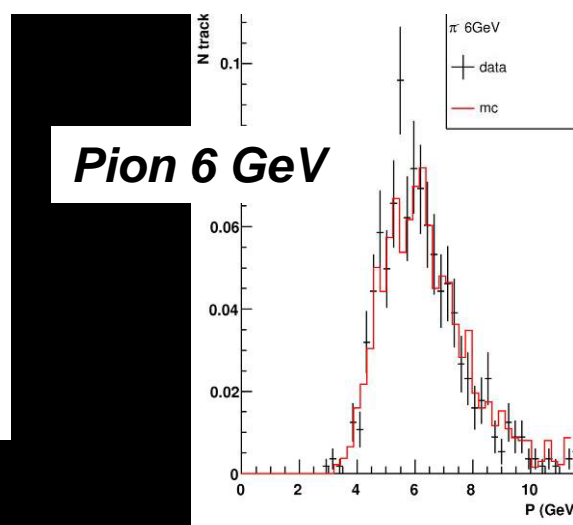 N track
π⁻ 6GeV
data
mc
0.1
Pion 6 GeV
0.06
0.04
0.02
0
0 2 4 6 8 10
P (GeV